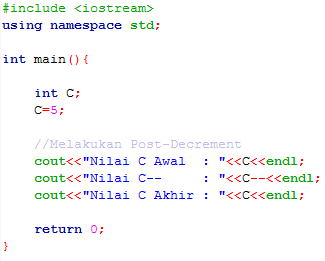 #include <iostream>
using namespace std;
int main(){
int C;
C=5;
//Melakukan Post-Decrement
cout<<"Nilai C Awal  : "<<C<<endl;
cout<<"Nilai C--     : "<<C--<<endl;
cout<<"Nilai C Akhir : "<<C<<endl;
return 0;
}